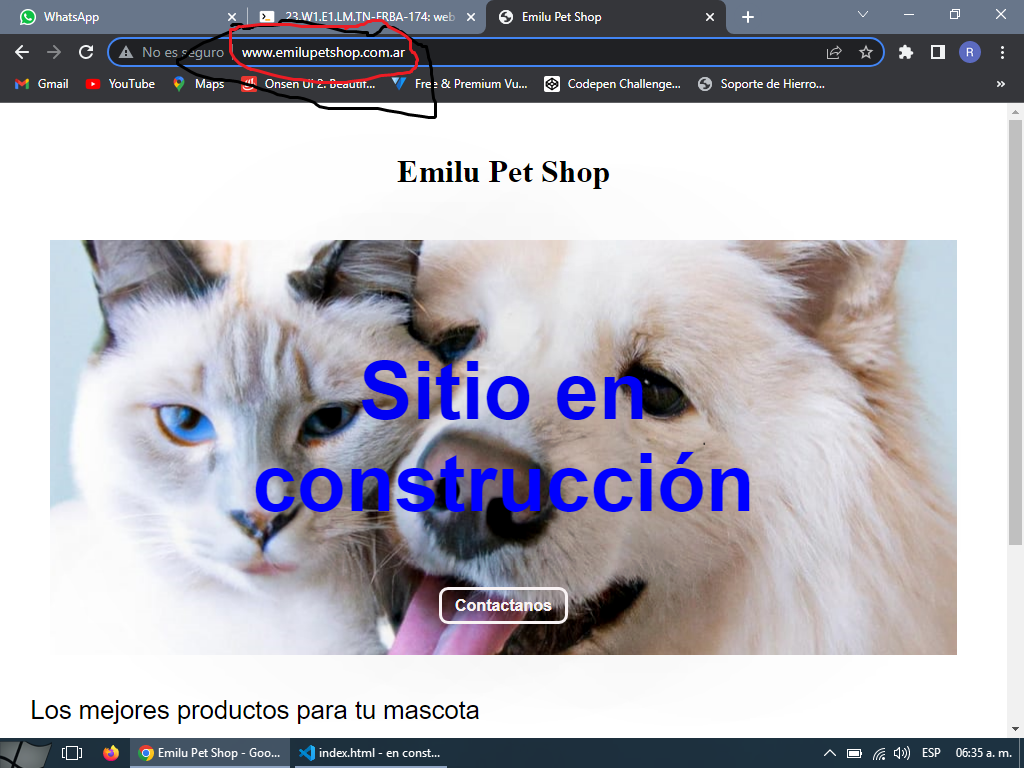 WhatsApp
23.W1.E1.LM.TN-FRBA-174: web
Emilu Pet Shop
No es seguro
www.emilupetshop.com.ar
R
Gmail
YouTube
Maps
Onsen UI 2: Beautif...
Free & Premium Vu...
Codepen Challenge...
Soporte de Hierro...
»
Emilu Pet Shop
Sitio en
construcción
Contactanos
Los mejores productos para tu mascota
Emilu Pet Shop - Goo...
index.html - en const...
ESP
06:35 a. m.